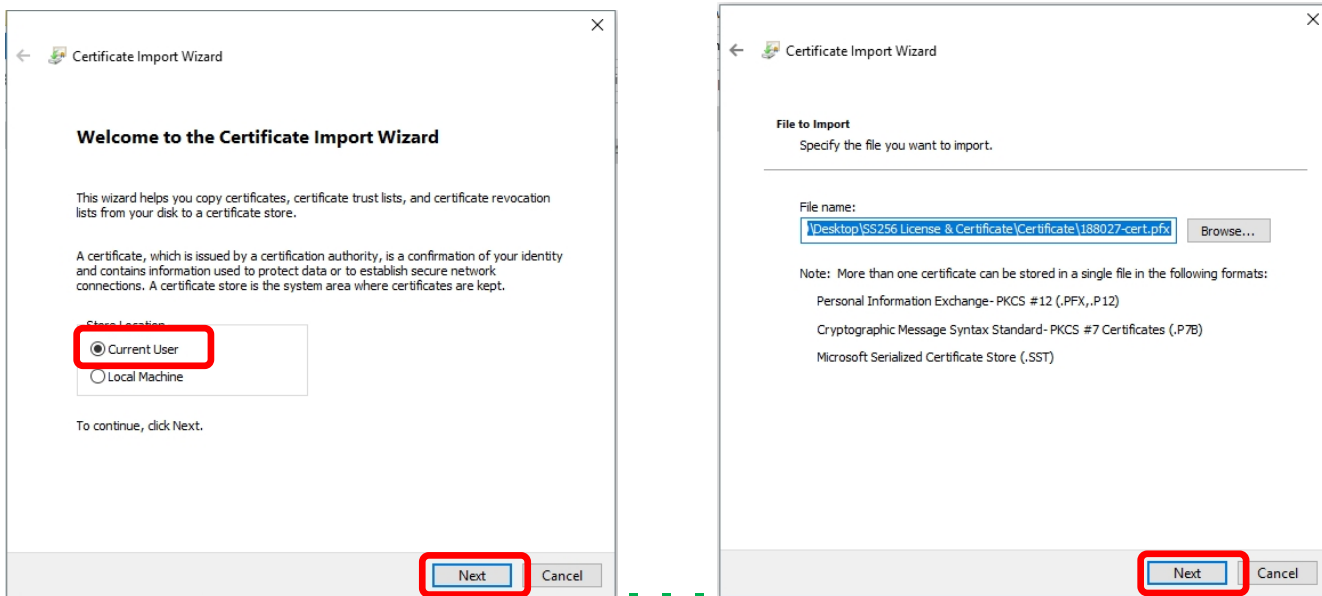 Certificate Import Wizard
Welcome to the Certificate Import Wizard
This wizard helps you copy certificates, certificate trust lists, and certificate revocation
lists from your disk to a certificate store.
A certificate, which is issued by a certification authority, is a confirmation of your identity
and contains information used to protect data or to establish secure network
connections. A certificate store is the system area where certificates are kept.
Store Location
Current User
Local Machine
To continue, click Next.
Next
Cancel
Certificate Import Wizard
File to Import
Specify the file you want to import.
File name:
\Desktop\SS256 License & Certificate\Certificate\188027-cert.pfx
Browse...
Note: More than one certificate can be stored in a single file in the following formats:
Personal Information Exchange- PKCS #12 (.PFX,.P12)
Cryptographic Message Syntax Standard- PKCS #7 Certificates (.P7B)
Microsoft Serialized Certificate Store (.SST)
Next
Cancel